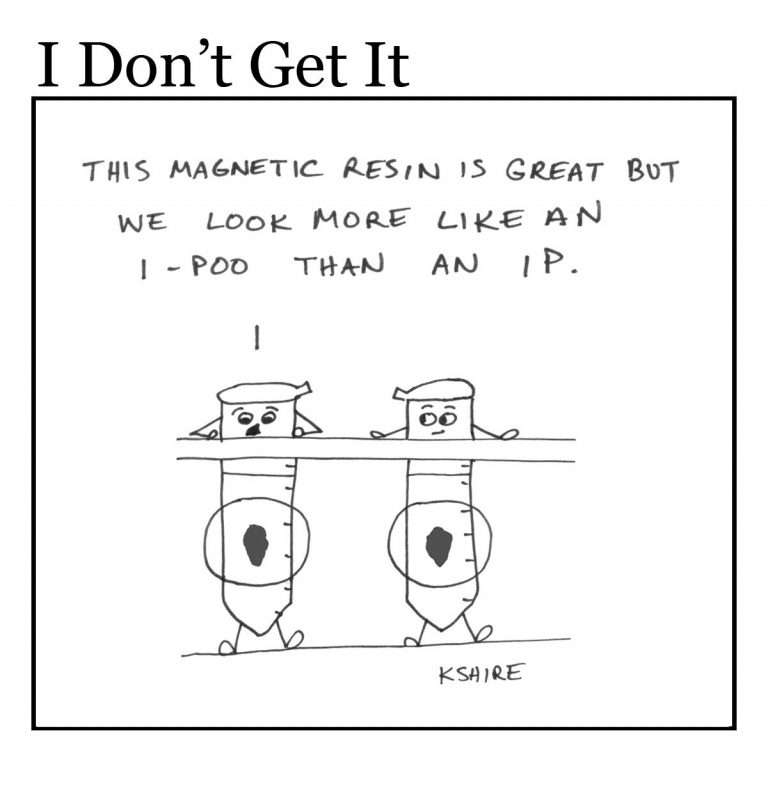 I Don't Get It
THIS MAGNETIC RESIN IS GREAT BUT
WE LOOK MORE LIKE AN
I-POO THAN AN IP.
KSHIRE